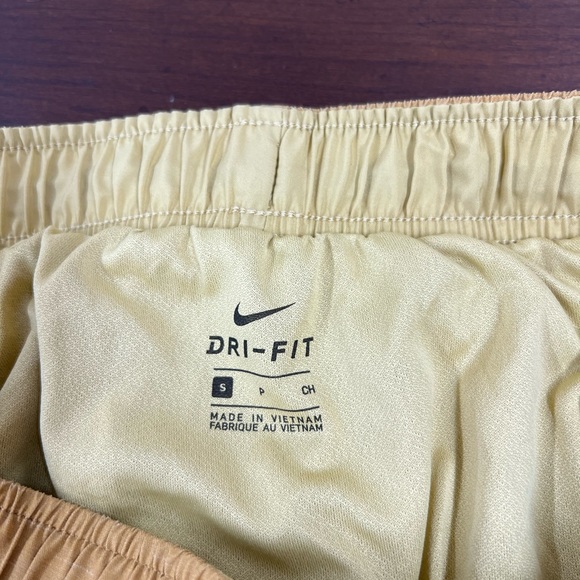 DRI-FIT
S P CH
MADE IN VIETNAM
FABRIQUE AU VIETNAM